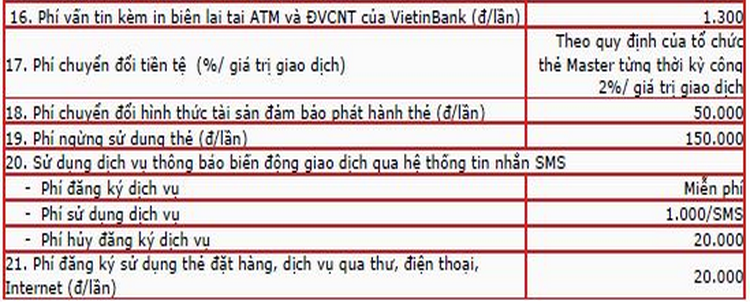 16. Phí vấn tin kèm in biên lai tai ATM và ĐVCNT của VietinBank (đ/lần)
1.300
17. Phí chuyển đổi tiền tệ (%/ giá trị giao dịch)
Theo quy định của tổ chức
thẻ Master từng thời kỳ công
2%/ giá trị giao dịch
18. Phí chuyển đổi hình thức tài sản đảm bảo phát hành thẻ (đ/lần)
50.000
19. Phí ngừng sử dụng thẻ (đ/lần)
150.000
20. Sử dụng dịch vụ thông báo biến động giao dịch qua hệ thống tin nhắn SMS
- Phí đăng ký dịch vụ
Miễn phí
- Phí sử dụng dịch vụ
1.000/SMS
- Phí hủy đăng ký dịch vụ
20.000
21. Phí đăng ký sử dụng thẻ đặt hàng, dịch vụ qua thư, điện thoại,
Internet (đ/lần)
20.000